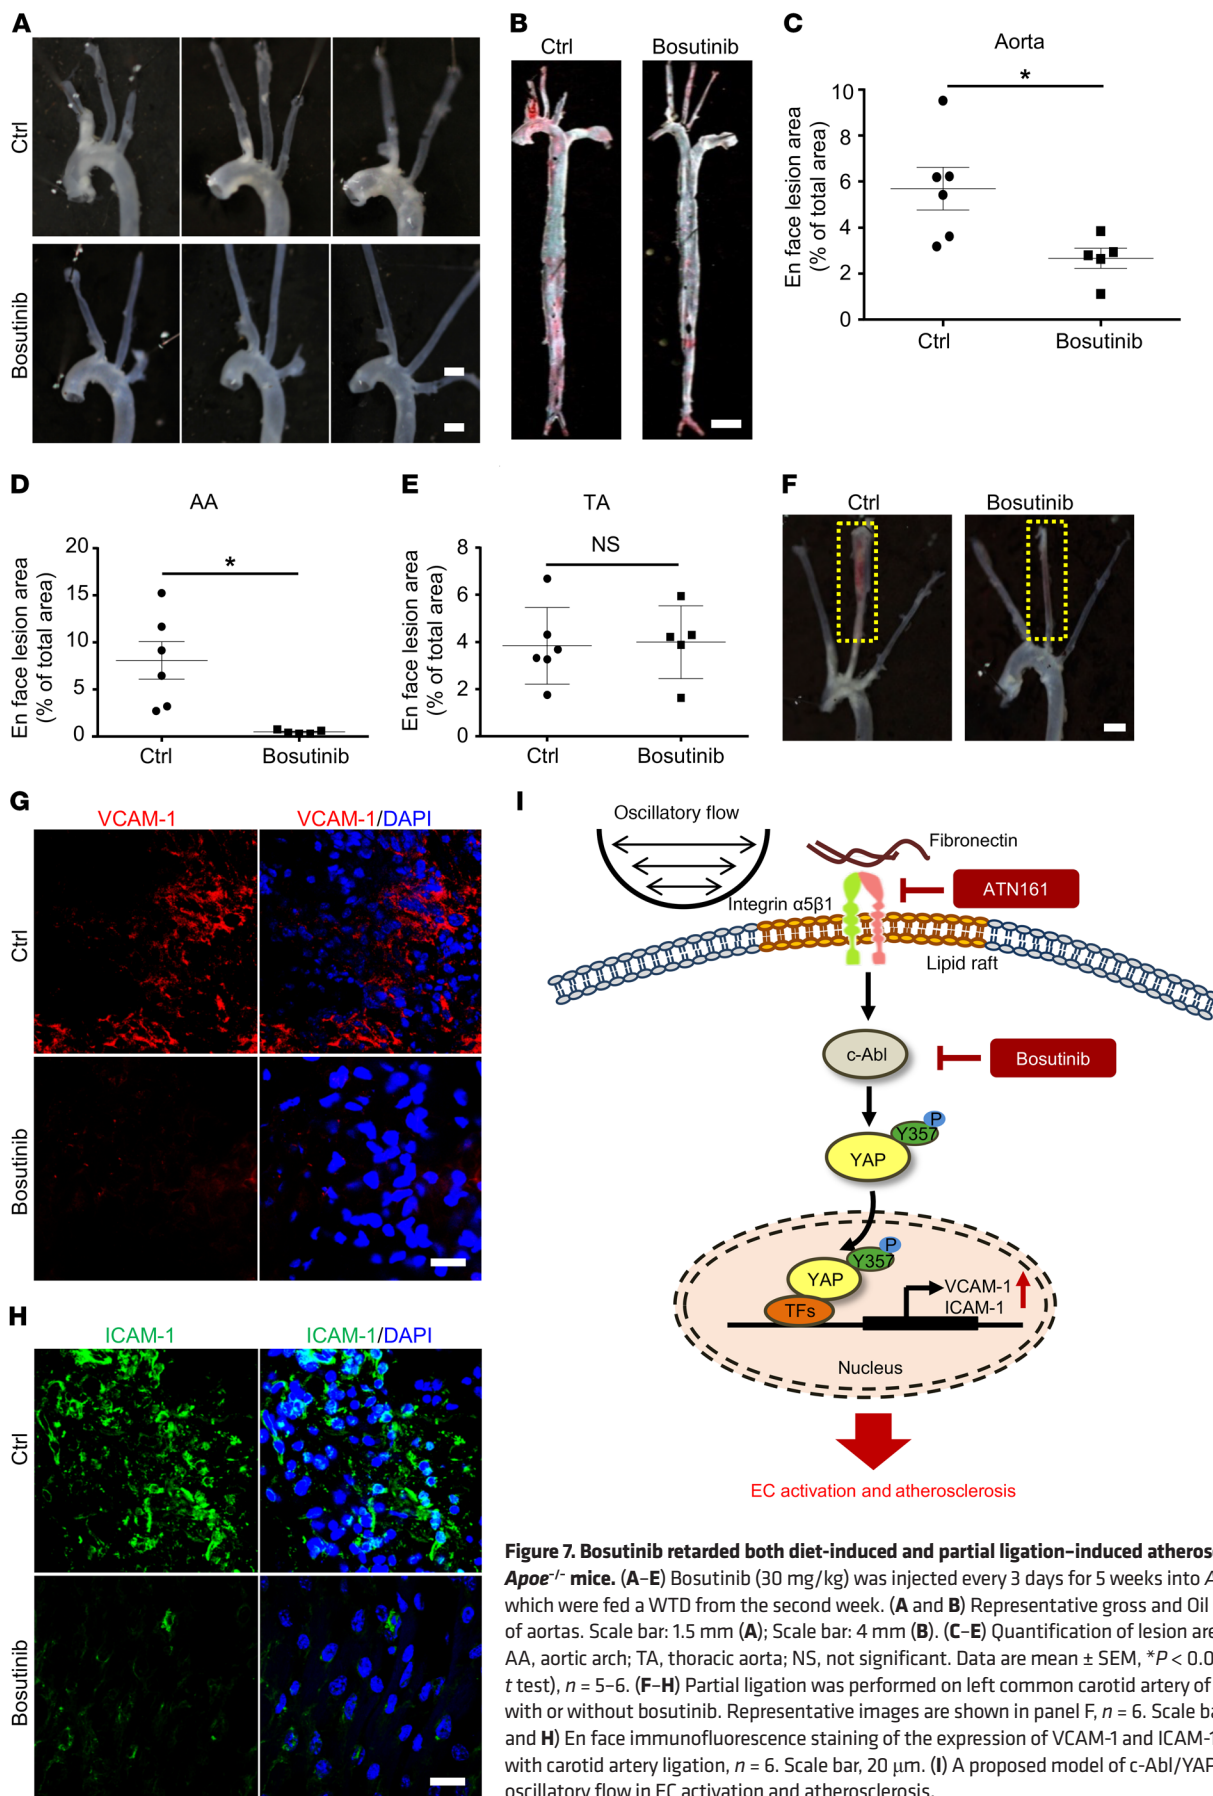 A
Ctrl
Bosutinib
B
Ctrl
Bosutinib
C
Aorta
*
En face lesion area
(% of total area)
10
8
6
4
2
0
Ctrl
Bosutinib
D
AA
*
En face lesion area
(% of total area)
20
15
10
5
0
Ctrl
Bosutinib
E
TA
NS
En face lesion area
(% of total area)
8
6
4
2
0
Ctrl
Bosutinib
F
Ctrl
Bosutinib
G
VCAM-1
VCAM-1/DAPI
Ctrl
Bosutinib
H
ICAM-1
ICAM-1/DAPI
Ctrl
Bosutinib
I
Oscillatory flow
Fibronectin
ATN161
Integrin α5β1
Lipid raft
c-Abl
Bosutinib
P
Y357
YAP
P
Y357
YAP
TFs
VCAM-1
ICAM-1
Nucleus
EC activation and atherosclerosis
Figure 7. Bosutinib retarded both diet-induced and partial ligation–induced atheros
Apoe-/- mice. (A–E) Bosutinib (30 mg/kg) was injected every 3 days for 5 weeks into A
which were fed a WTD from the second week. (A and B) Representative gross and Oil
of aortas. Scale bar: 1.5 mm (A); Scale bar: 4 mm (B). (C–E) Quantification of lesion are
AA, aortic arch; TA, thoracic aorta; NS, not significant. Data are mean ± SEM, *P < 0.0
t test), n = 5–6. (F–H) Partial ligation was performed on left common carotid artery of
with or without bosutinib. Representative images are shown in panel F, n = 6. Scale ba
and H) En face immunofluorescence staining of the expression of VCAM-1 and ICAM-1
with carotid artery ligation, n = 6. Scale bar, 20 μm. (I) A proposed model of c-Abl/YAP
oscillatory flow in EC activation and atherosclerosis.